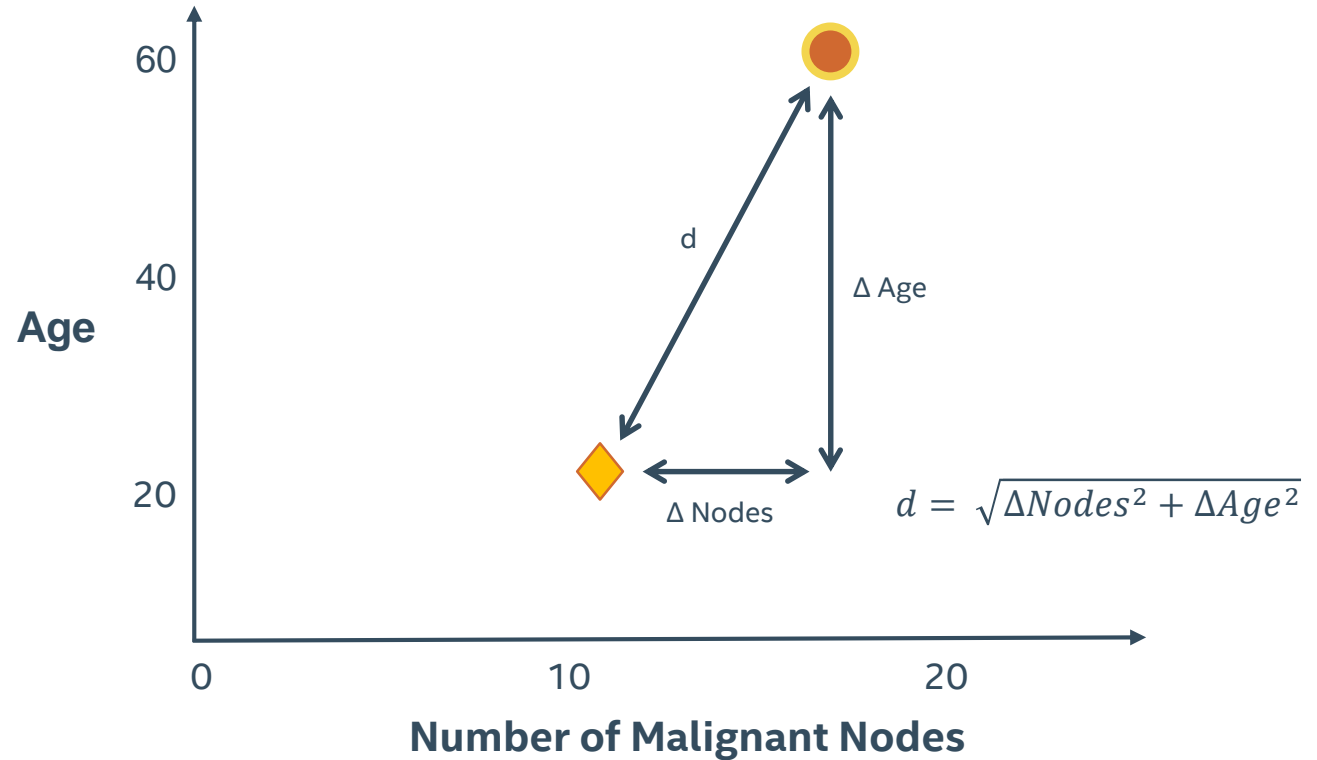 60
d
40
Δ Age
Age
20
Δ Nodes
d = √ΔNodes² + ΔAge²
0 10 20
Number of Malignant Nodes